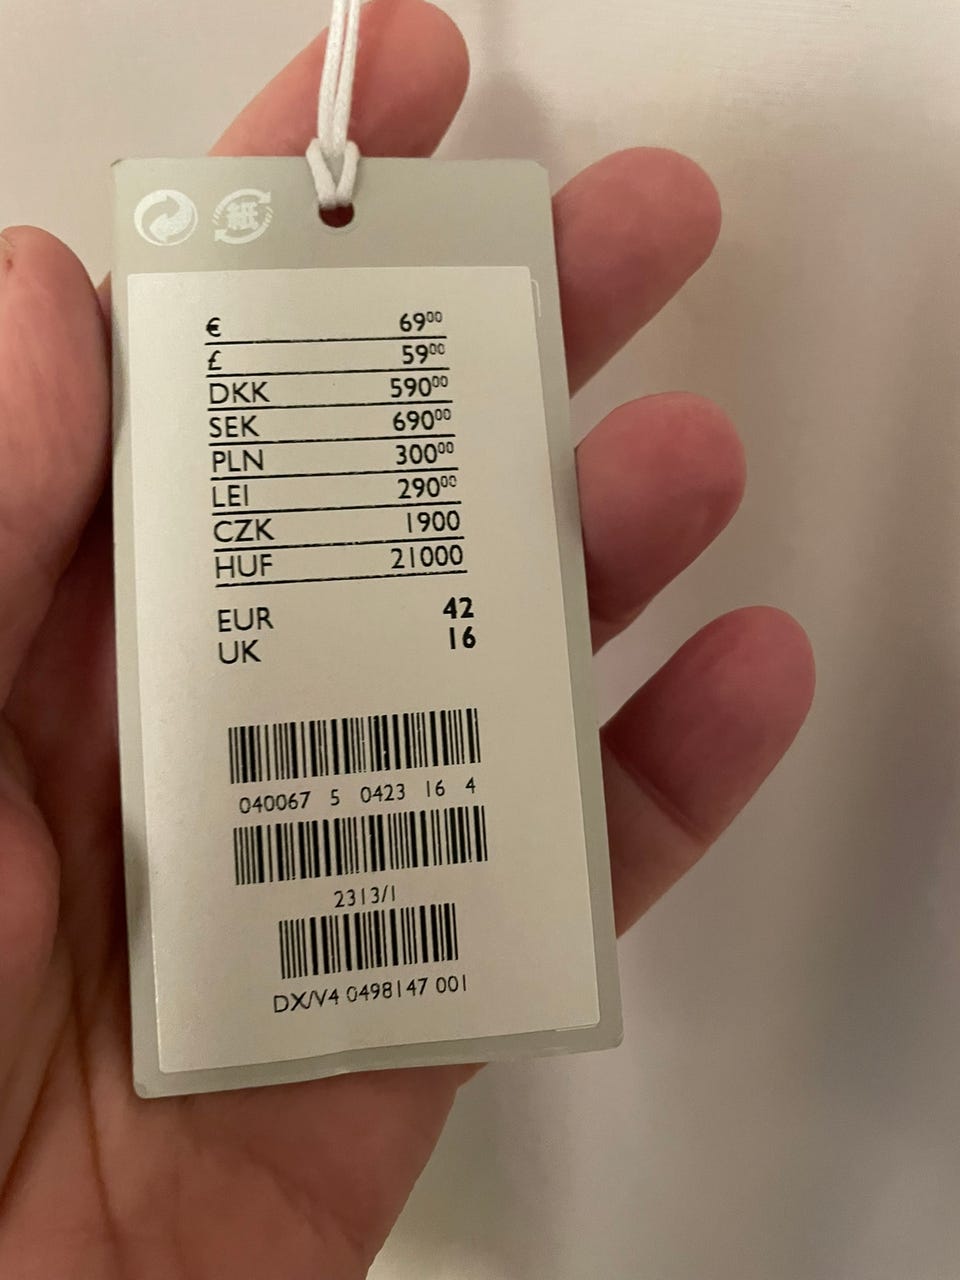 紙
€ 69⁰⁰
£ 59⁰⁰
DKK 590⁰⁰
SEK 690⁰⁰
PLN 300⁰⁰
LEI 290⁰⁰
CZK 1900
HUF 21000
EUR 42
UK 16
040067 5 0423 16 4
2313/1
DX/V4 0498147 001